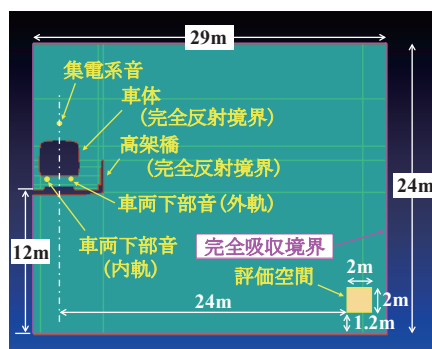 29m
集電系音
車体
(完全反射境界)
高架橋
(完全反射境界)
24m
車両下部音(外軌)
12m
車両下部音
(内軌)
完全吸収境界
評価空間
2m
2m
24m
1.2m